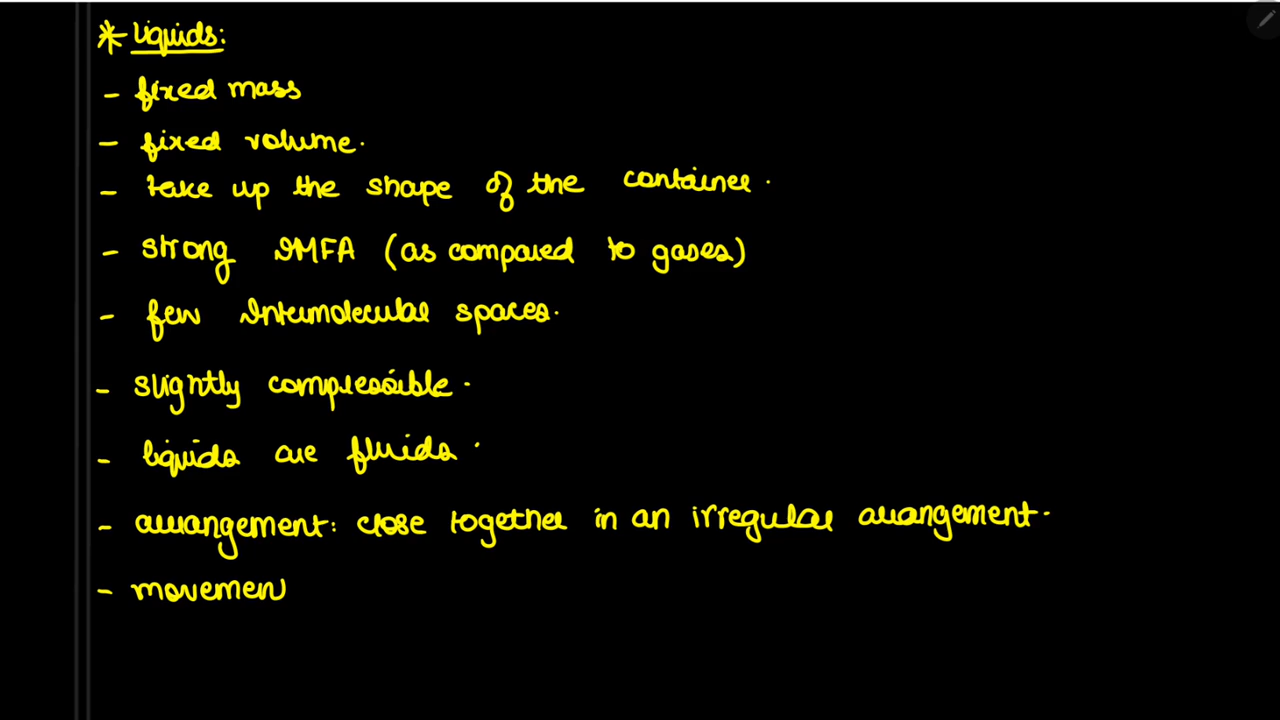 * Liquids:
- fixed mass
- fixed volume.
- take up the shape of the container.
- strong IMFA (as compared to gases)
- few Intermolecular spaces.
- slightly compressible.
- liquids are fluids.
- arrangement: close together in an irregular arrangement.
- movemen